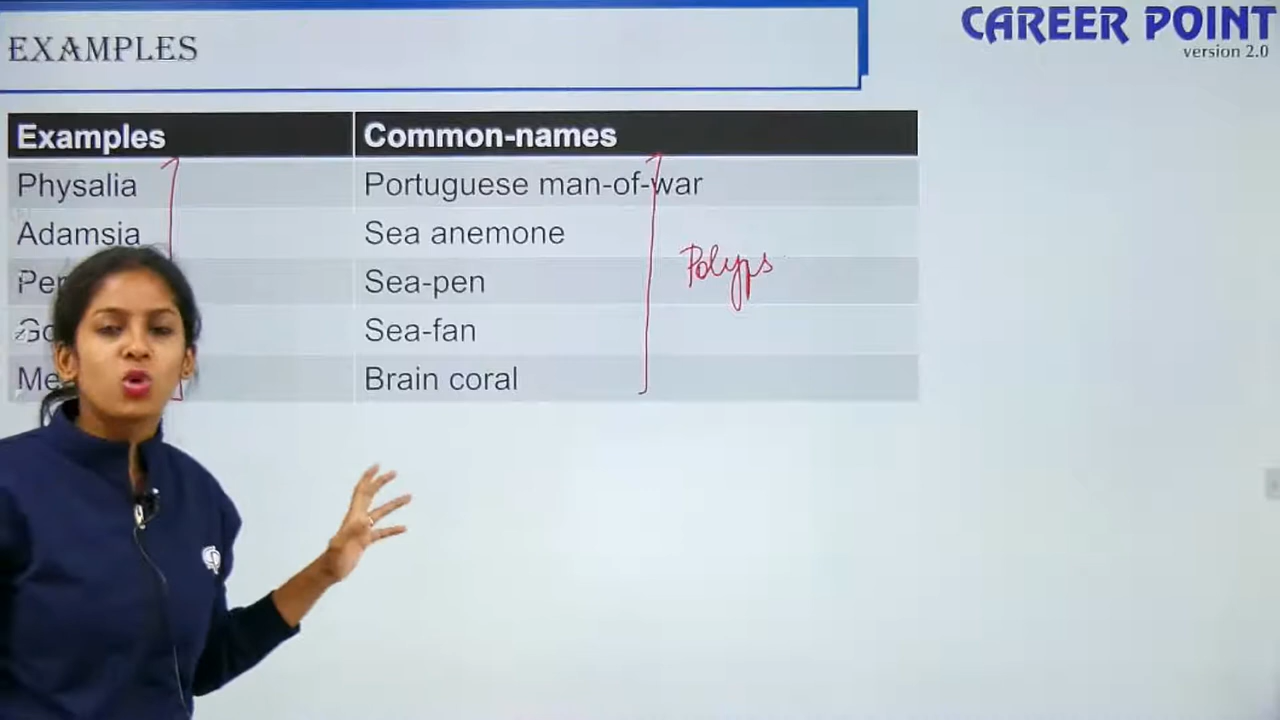 EXAMPLES
CAREER POINT
version 2.0
Examples Common-names
Physalia Portuguese man-of-war
Adamsia Sea anemone
Sea-pen
Sea-fan
Brain coral
Polyps